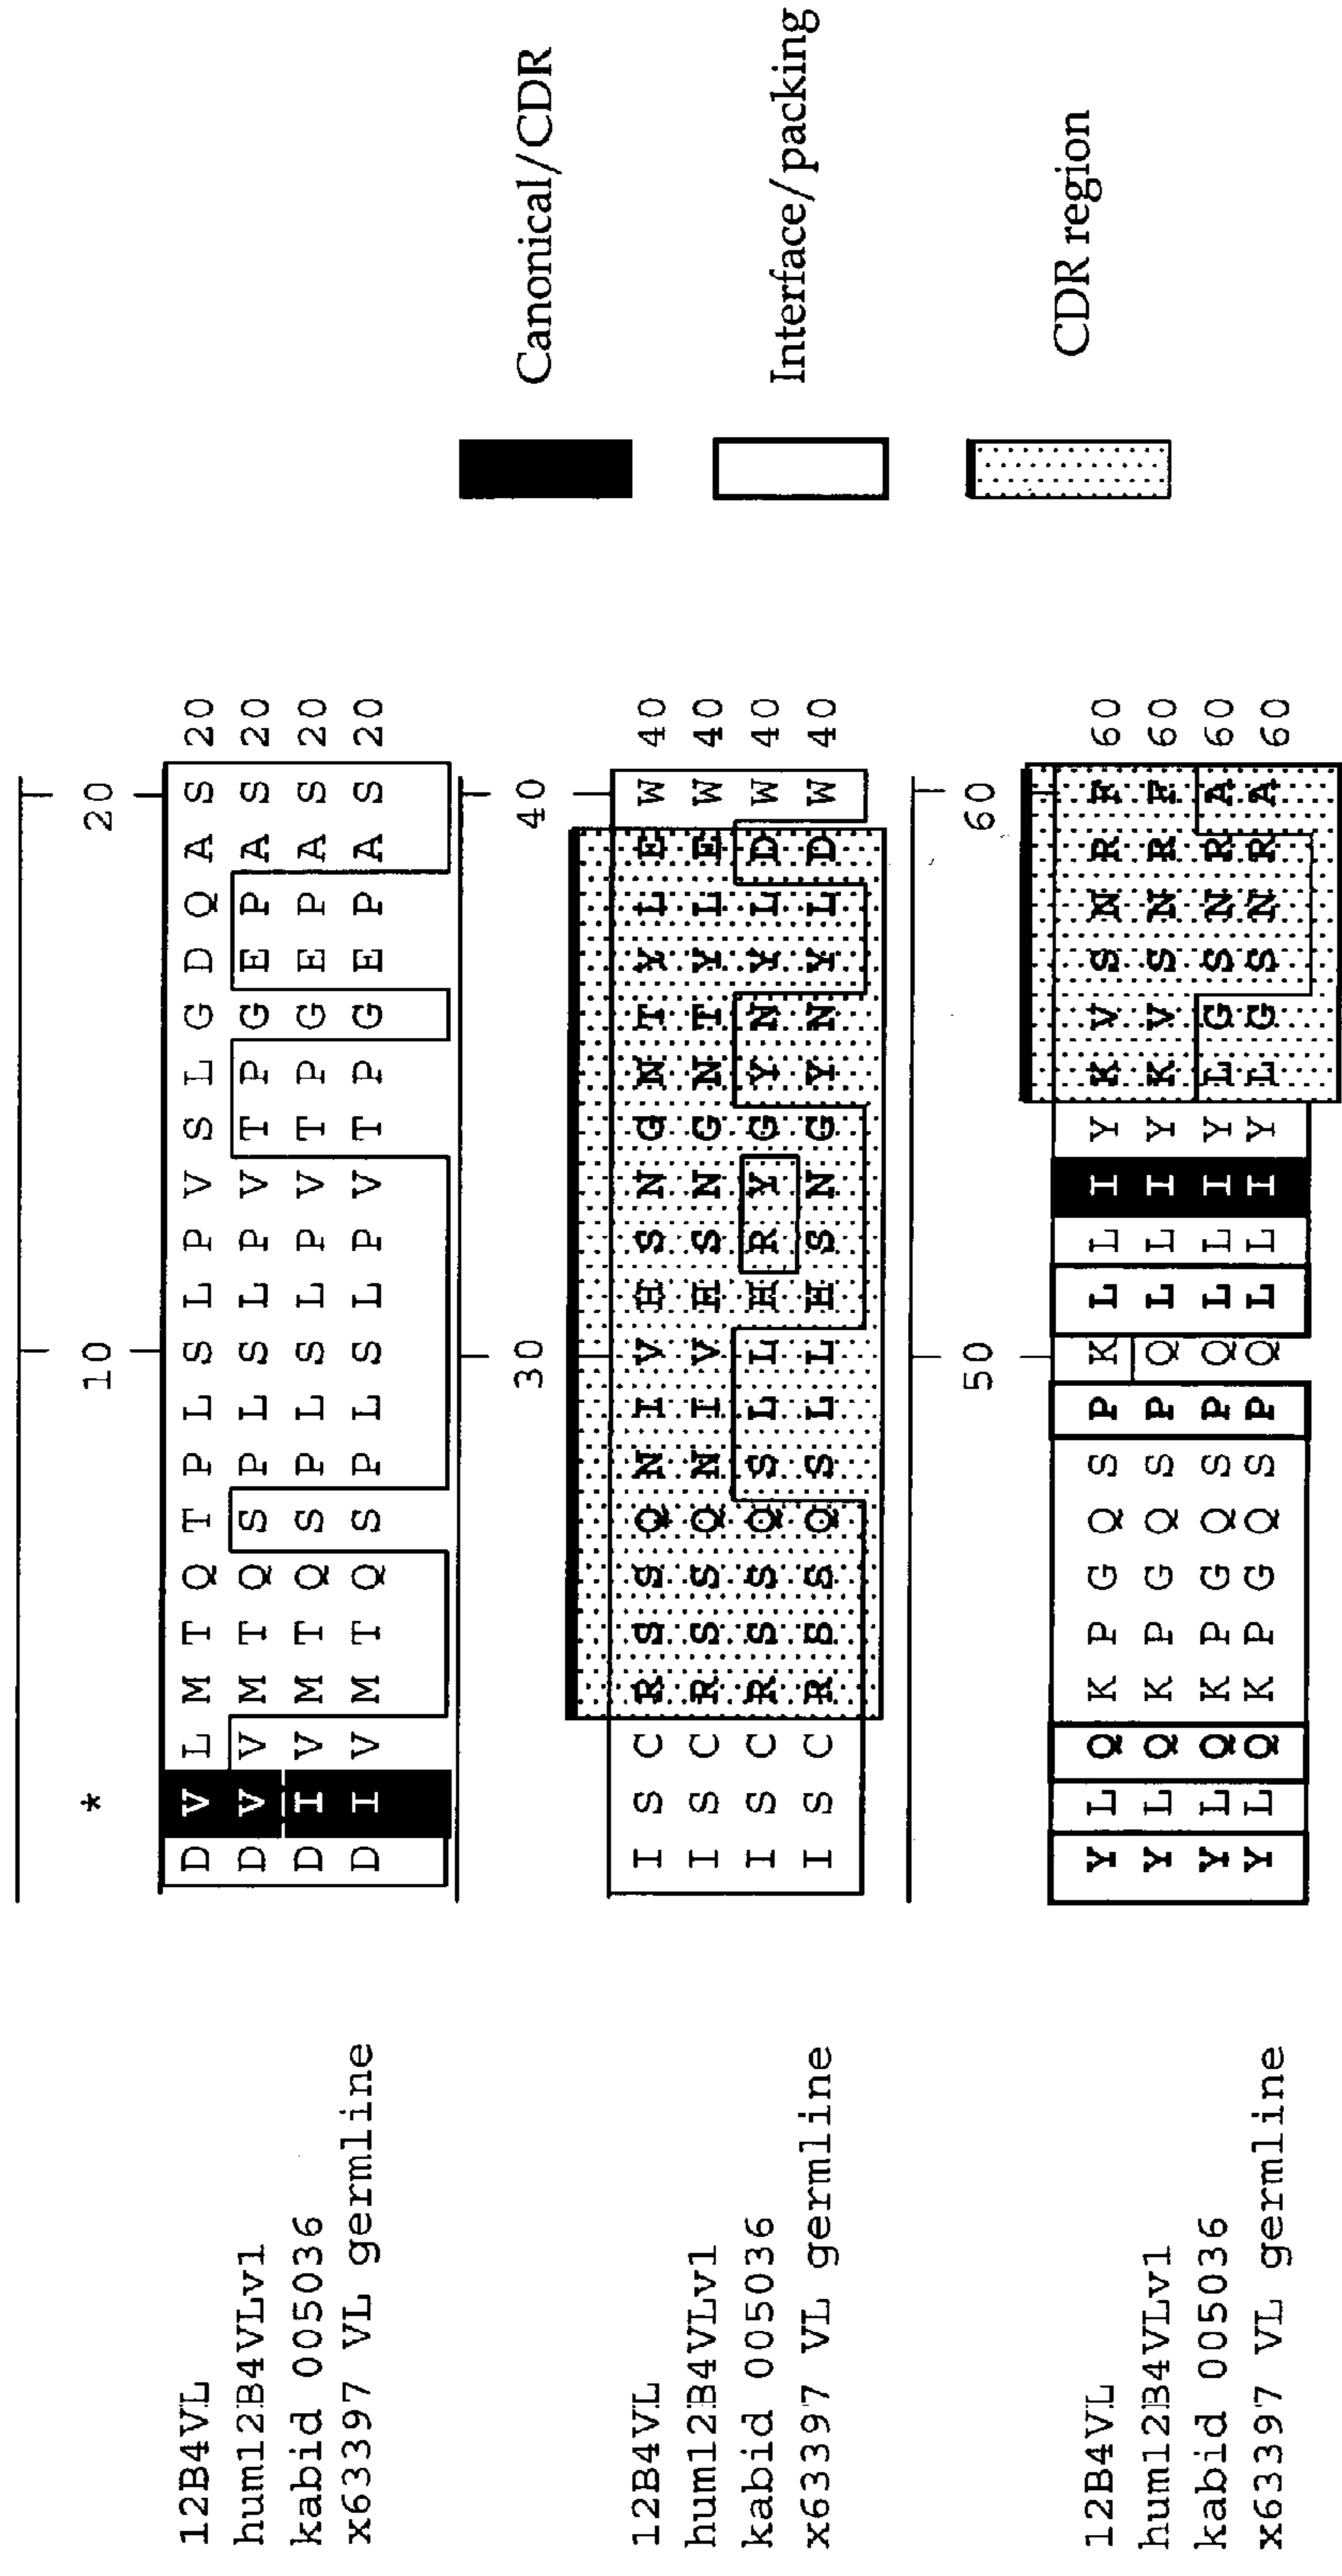 * 10 20
12B4VL D V L M T Q T P L S L P V S L G D Q A S 20
hum12B4VLv1 D V V M T Q S P L S L P V T P G E P A S 20
kabid 005036 D I V M T Q S P L S L P V T P G E P A S 20
x63397 VL germline D I V M T Q S P L S L P V T P G E P A S 20
30 40
12B4VL I S C R S S Q N I V H S N G N T Y L E W 40
hum12B4VLv1 I S C R S S Q N I V H S N G N T Y L E W 40
kabid 005036 I S C R S S Q S L L H R Y G Y N Y L D W 40
x63397 VL germline I S C R S S Q S L L H S N G Y N Y L D W 40
50 60
12B4VL Y L Q K P G Q S P K L L I Y K V S N R F 60
hum12B4VLv1 Y L Q K P G Q S P Q L L I Y K V S N R F 60
kabid 005036 Y L Q K P G Q S P Q L L I Y L G S N R A 60
x63397 VL germline Y L Q K P G Q S P Q L L I Y L G S N R A 60
Canonical/CDR
Interface/packing
CDR region